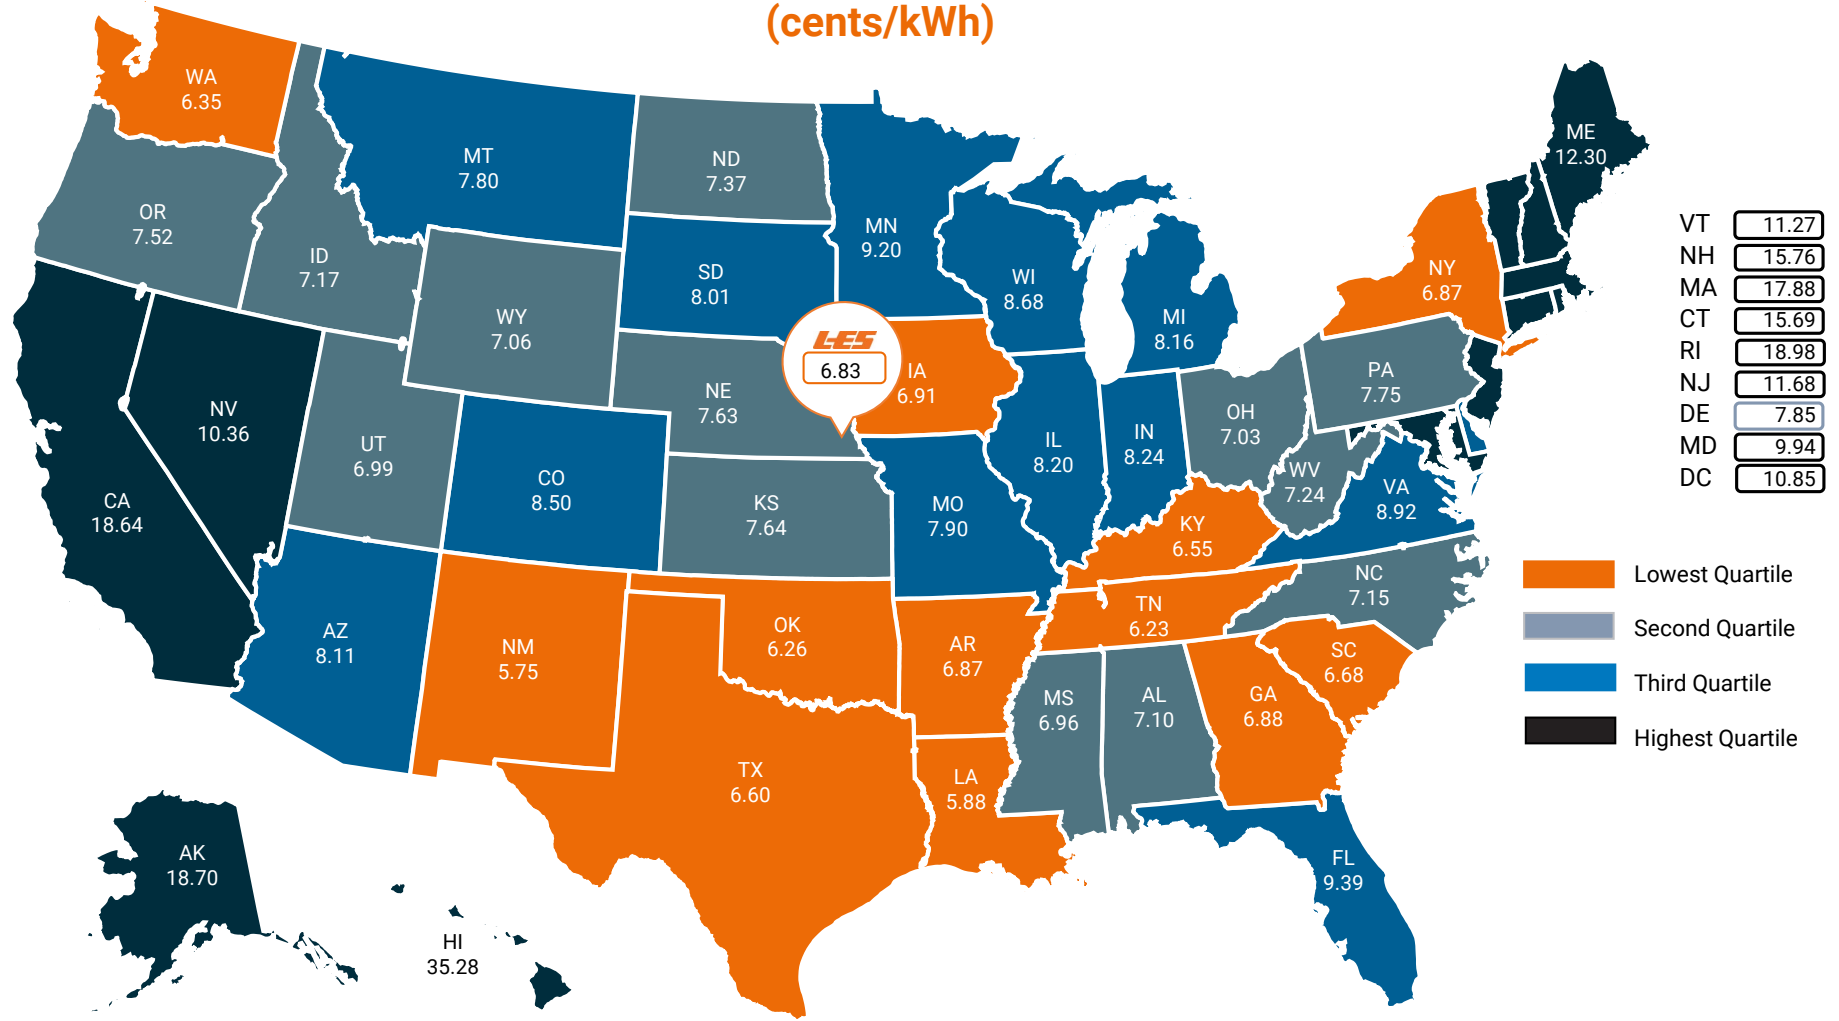 (cents/kWh)
WA
6.35
MT
7.80
ND
7.37
ME
12.30
OR
7.52
ID
7.17
MN
9.20
SD
8.01
WI
8.68
NY
6.87
VT 11.27
NH 15.76
MA 17.88
CT 15.69
RI 18.98
NJ 11.68
DE 7.85
MD 9.94
DC 10.85
WY
7.06
MI
8.16
LES
6.83
IA
6.91
NE
7.63
PA
7.75
NV
10.36
OH
7.03
UT
6.99
IL
8.20
IN
8.24
CO
8.50
WV
7.24
CA
18.64
KS
7.64
MO
7.90
VA
8.92
KY
6.55
NC
7.15
Lowest Quartile
Second Quartile
Third Quartile
Highest Quartile
AZ
8.11
NM
5.75
OK
6.26
AR
6.87
TN
6.23
SC
6.68
MS
6.96
AL
7.10
GA
6.88
TX
6.60
LA
5.88
AK
18.70
HI
35.28
FL
9.39